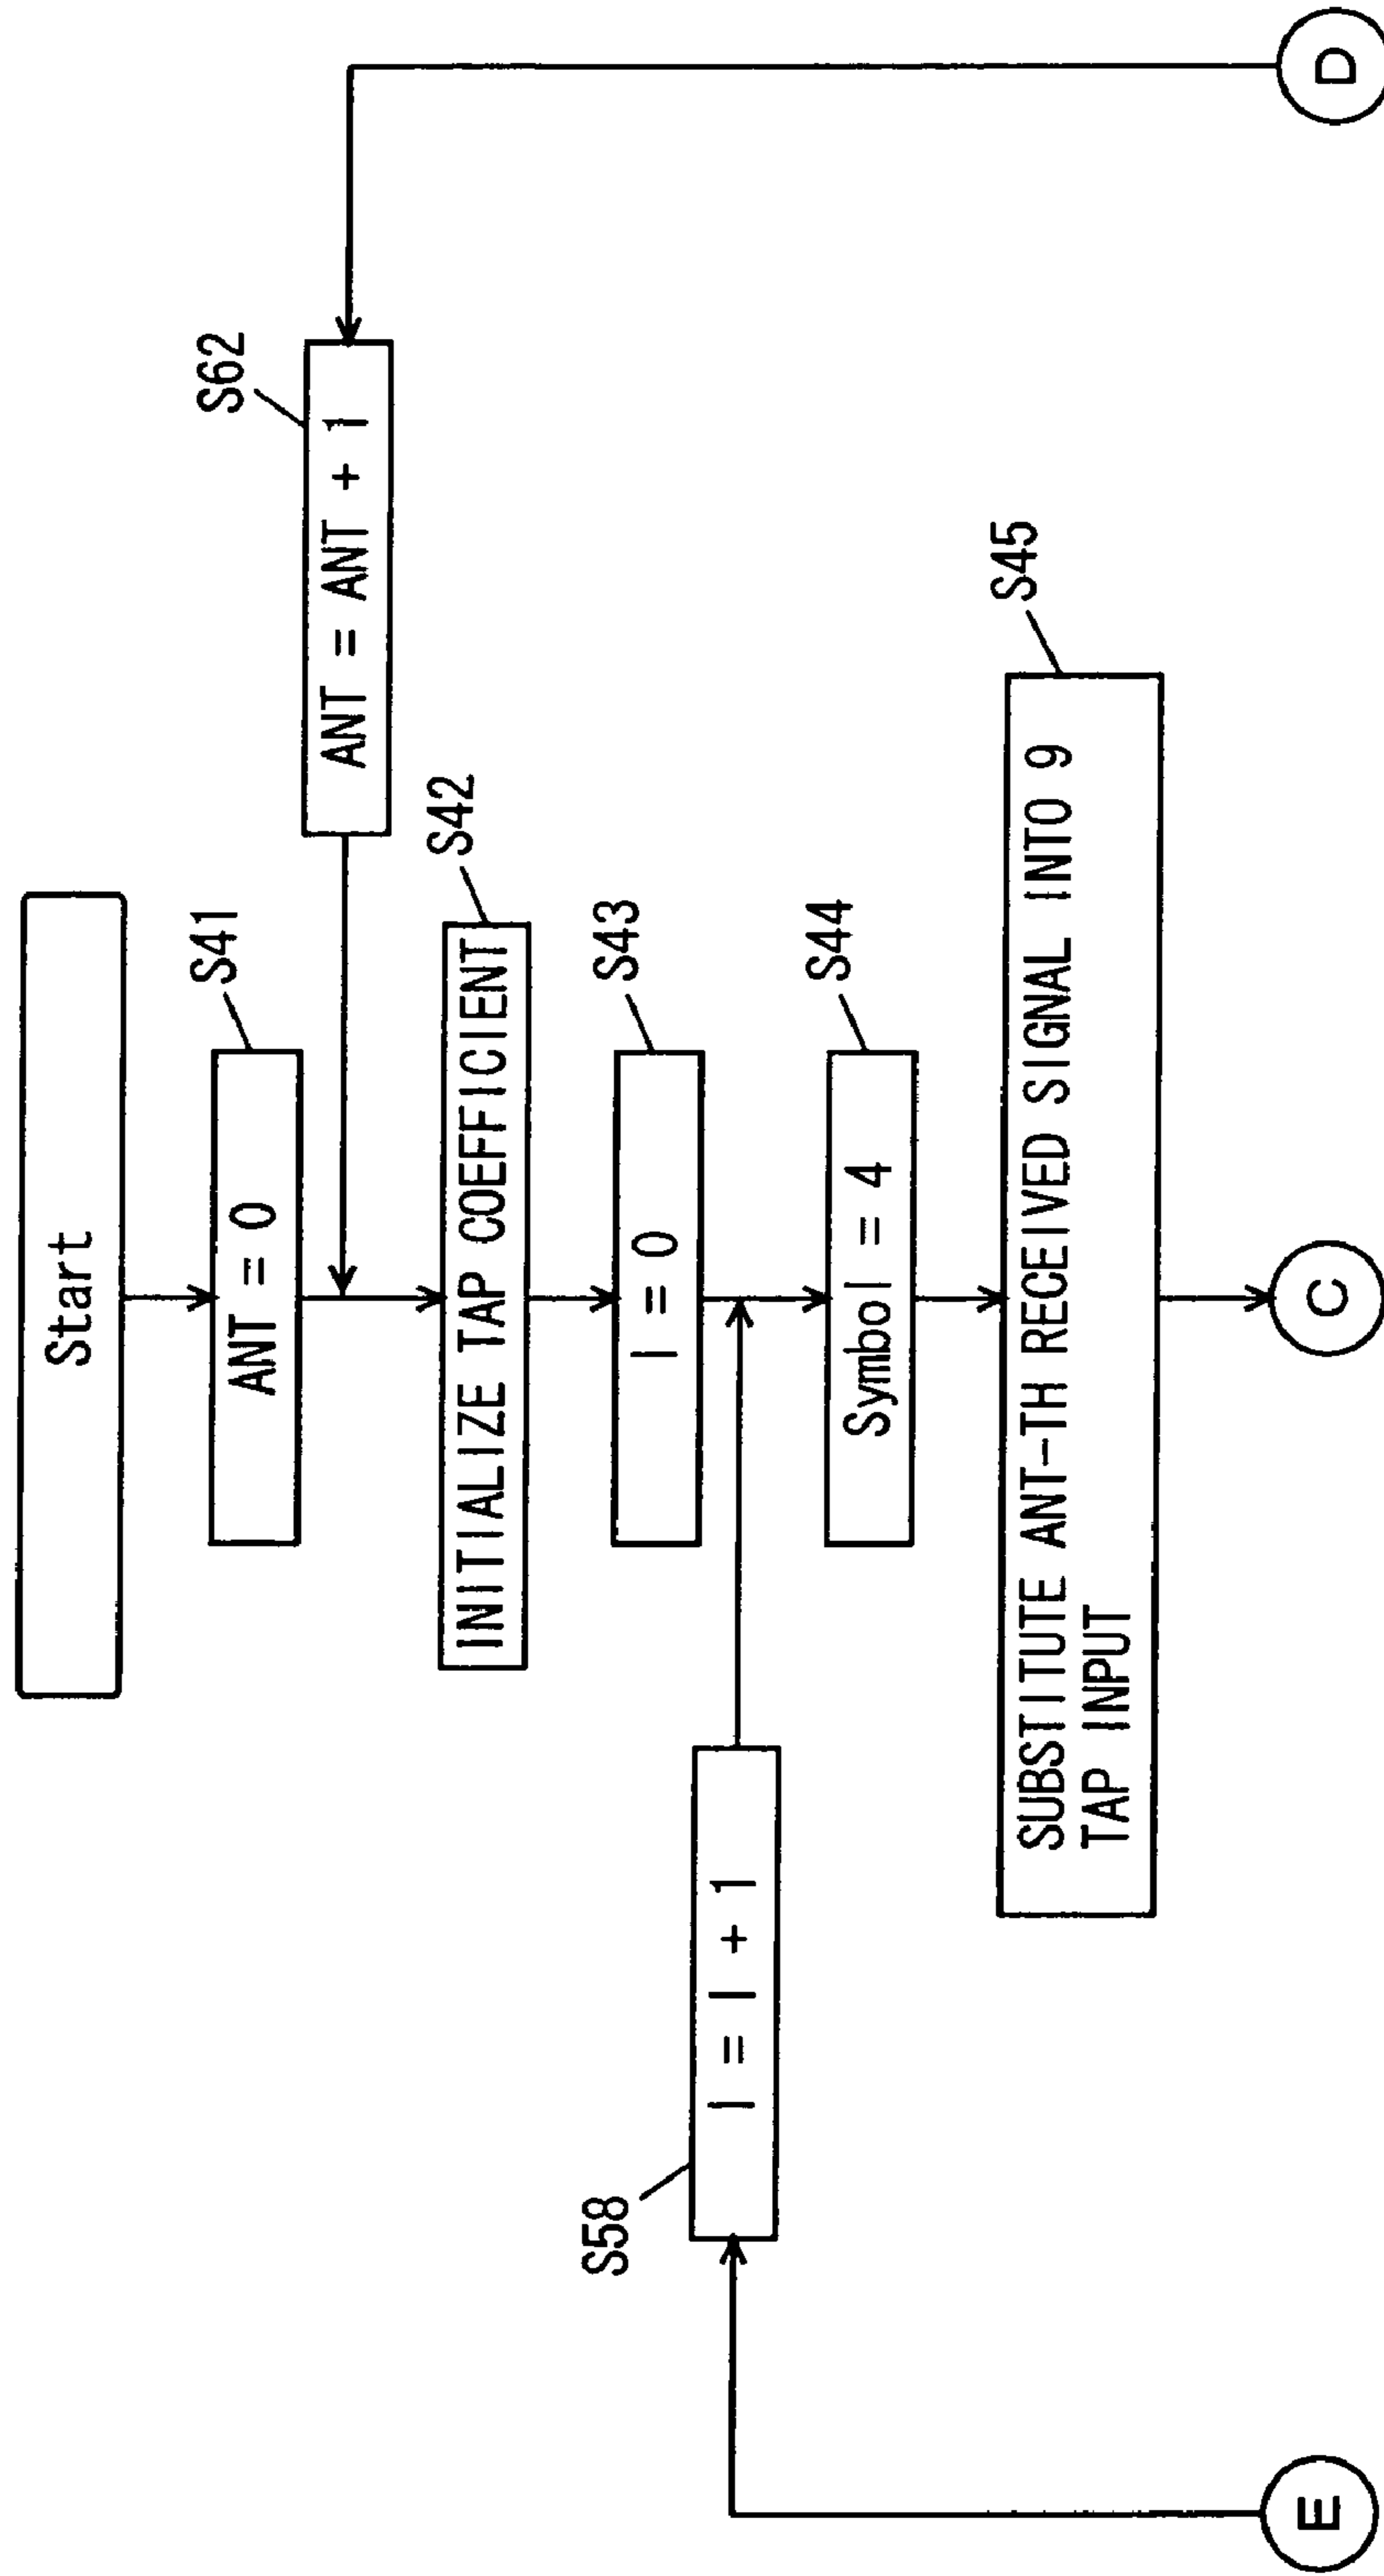 Start
S41
ANT = 0
S62
ANT = ANT + 1
S42
INITIALIZE TAP COEFFICIENT
S43
I = 0
S58
I = I + 1
S44
Symbol = 4
S45
SUBSTITUTE ANT-TH RECEIVED SIGNAL INTO 9
TAP INPUT
E
C
D